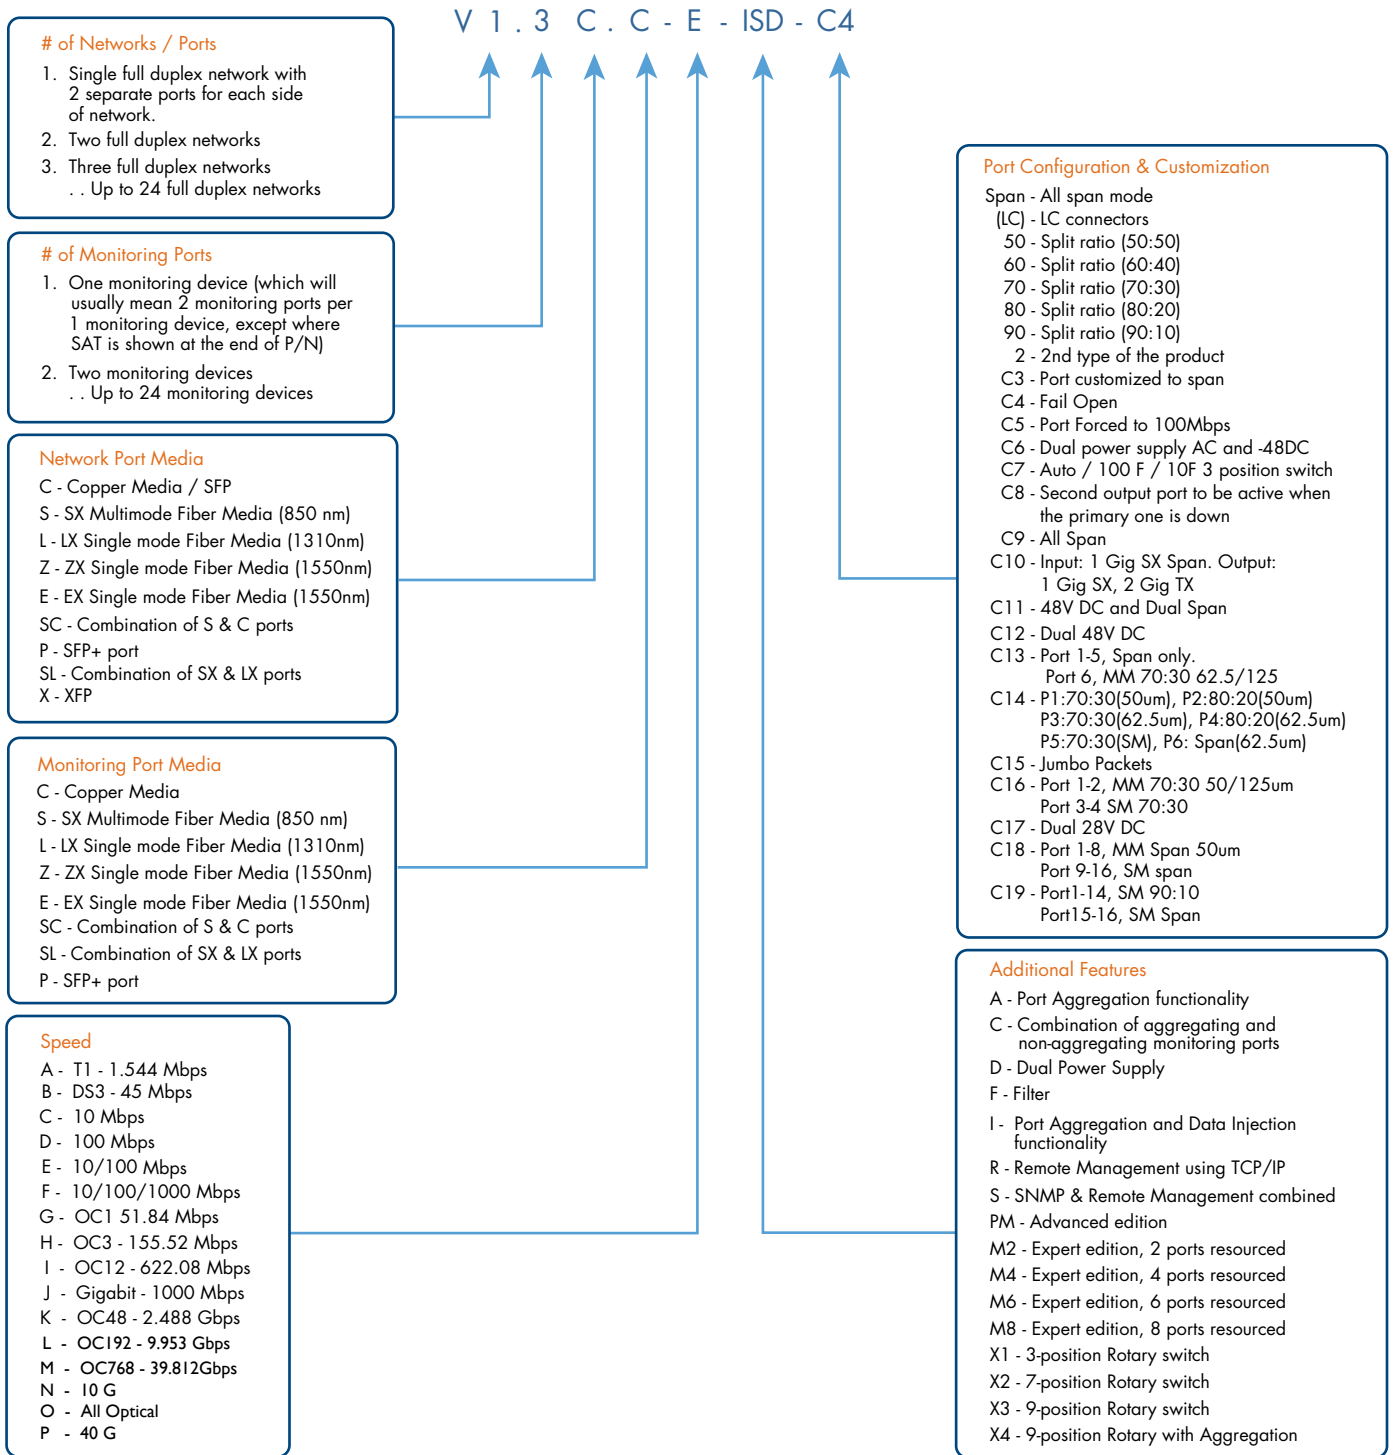 V 1 . 3 C . C - E - ISD - C4
# of Networks / Ports
1. Single full duplex network with
2 separate ports for each side
of network.
2. Two full duplex networks
3. Three full duplex networks
. . Up to 24 full duplex networks
# of Monitoring Ports
1. One monitoring device (which will
usually mean 2 monitoring ports per
1 monitoring device, except where
SAT is shown at the end of P/N)
2. Two monitoring devices
. . Up to 24 monitoring devices
Network Port Media
C - Copper Media / SFP
S - SX Multimode Fiber Media (850 nm)
L - LX Single mode Fiber Media (1310nm)
Z - ZX Single mode Fiber Media (1550nm)
E - EX Single mode Fiber Media (1550nm)
SC - Combination of S & C ports
P - SFP+ port
SL - Combination of SX & LX ports
X - XFP
Monitoring Port Media
C - Copper Media
S - SX Multimode Fiber Media (850 nm)
L - LX Single mode Fiber Media (1310nm)
Z - ZX Single mode Fiber Media (1550nm)
E - EX Single mode Fiber Media (1550nm)
SC - Combination of S & C ports
SL - Combination of SX & LX ports
P - SFP+ port
Speed
A - T1 - 1.544 Mbps
B - DS3 - 45 Mbps
C - 10 Mbps
D - 100 Mbps
E - 10/100 Mbps
F - 10/100/1000 Mbps
G - OC1 51.84 Mbps
H - OC3 - 155.52 Mbps
I - OC12 - 622.08 Mbps
J - Gigabit - 1000 Mbps
K - OC48 - 2.488 Gbps
L - OC192 - 9.953 Gbps
M - OC768 - 39.812Gbps
N - 10 G
O - All Optical
P - 40 G
Port Configuration & Customization
Span - All span mode
(LC) - LC connectors
50 - Split ratio (50:50)
60 - Split ratio (60:40)
70 - Split ratio (70:30)
80 - Split ratio (80:20)
90 - Split ratio (90:10)
2 - 2nd type of the product
C3 - Port customized to span
C4 - Fail Open
C5 - Port Forced to 100Mbps
C6 - Dual power supply AC and -48DC
C7 - Auto / 100 F / 10F 3 position switch
C8 - Second output port to be active when
the primary one is down
C9 - All Span
C10 - Input: 1 Gig SX Span. Output:
1 Gig SX, 2 Gig TX
C11 - 48V DC and Dual Span
C12 - Dual 48V DC
C13 - Port 1-5, Span only.
Port 6, MM 70:30 62.5/125
C14 - P1:70:30(50um), P2:80:20(50um)
P3:70:30(62.5um), P4:80:20(62.5um)
P5:70:30(SM), P6: Span(62.5um)
C15 - Jumbo Packets
C16 - Port 1-2, MM 70:30 50/125um
Port 3-4 SM 70:30
C17 - Dual 28V DC
C18 - Port 1-8, MM Span 50um
Port 9-16, SM span
C19 - Port1-14, SM 90:10
Port15-16, SM Span
Additional Features
A - Port Aggregation functionality
C - Combination of aggregating and
non-aggregating monitoring ports
D - Dual Power Supply
F - Filter
I - Port Aggregation and Data Injection
functionality
R - Remote Management using TCP/IP
S - SNMP & Remote Management combined
PM - Advanced edition
M2 - Expert edition, 2 ports resourced
M4 - Expert edition, 4 ports resourced
M6 - Expert edition, 6 ports resourced
M8 - Expert edition, 8 ports resourced
X1 - 3-position Rotary switch
X2 - 7-position Rotary switch
X3 - 9-position Rotary switch
X4 - 9-position Rotary with Aggregation